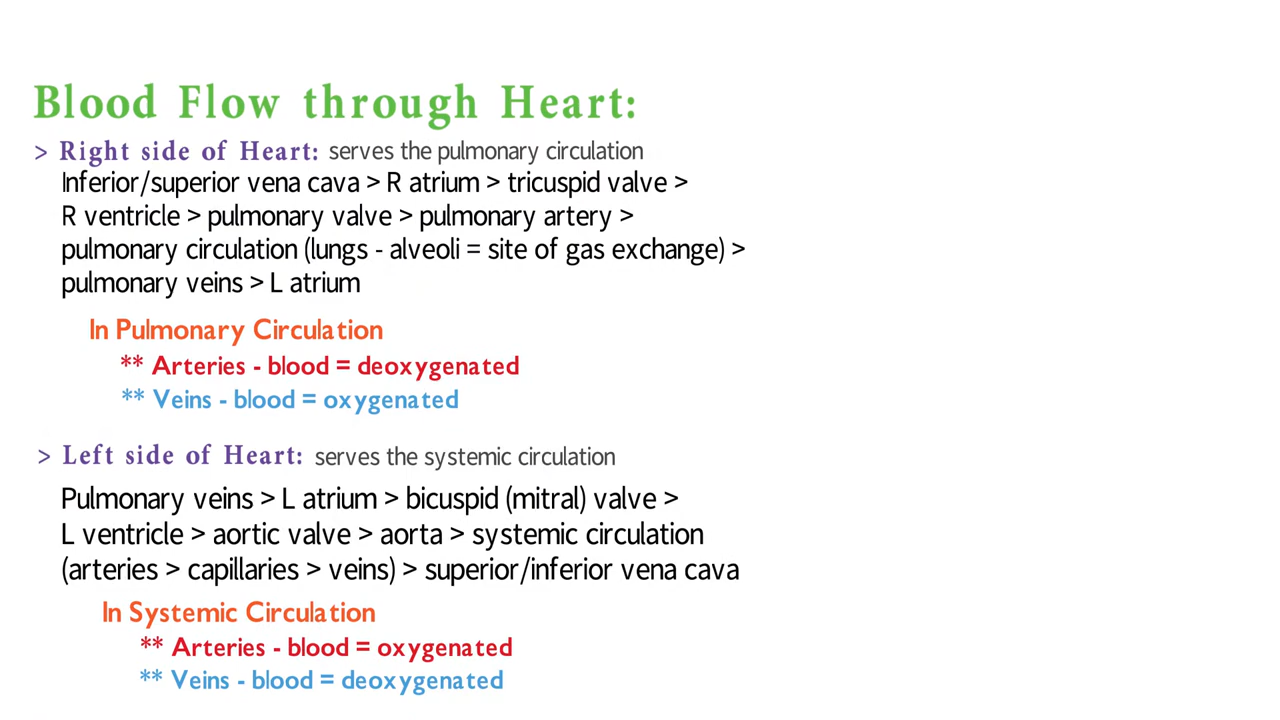 Blood Flow through Heart:
> Right side of Heart: serves the pulmonary circulation
Inferior/superior vena cava > R atrium > tricuspid valve >
R ventricle > pulmonary valve > pulmonary artery >
pulmonary circulation (lungs - alveoli = site of gas exchange) >
pulmonary veins > L atrium
In Pulmonary Circulation
** Arteries - blood = deoxygenated
** Veins - blood = oxygenated
> Left side of Heart: serves the systemic circulation
Pulmonary veins > L atrium > bicuspid (mitral) valve >
L ventricle > aortic valve > aorta > systemic circulation
(arteries > capillaries > veins) > superior/inferior vena cava
In Systemic Circulation
** Arteries - blood = oxygenated
** Veins - blood = deoxygenated